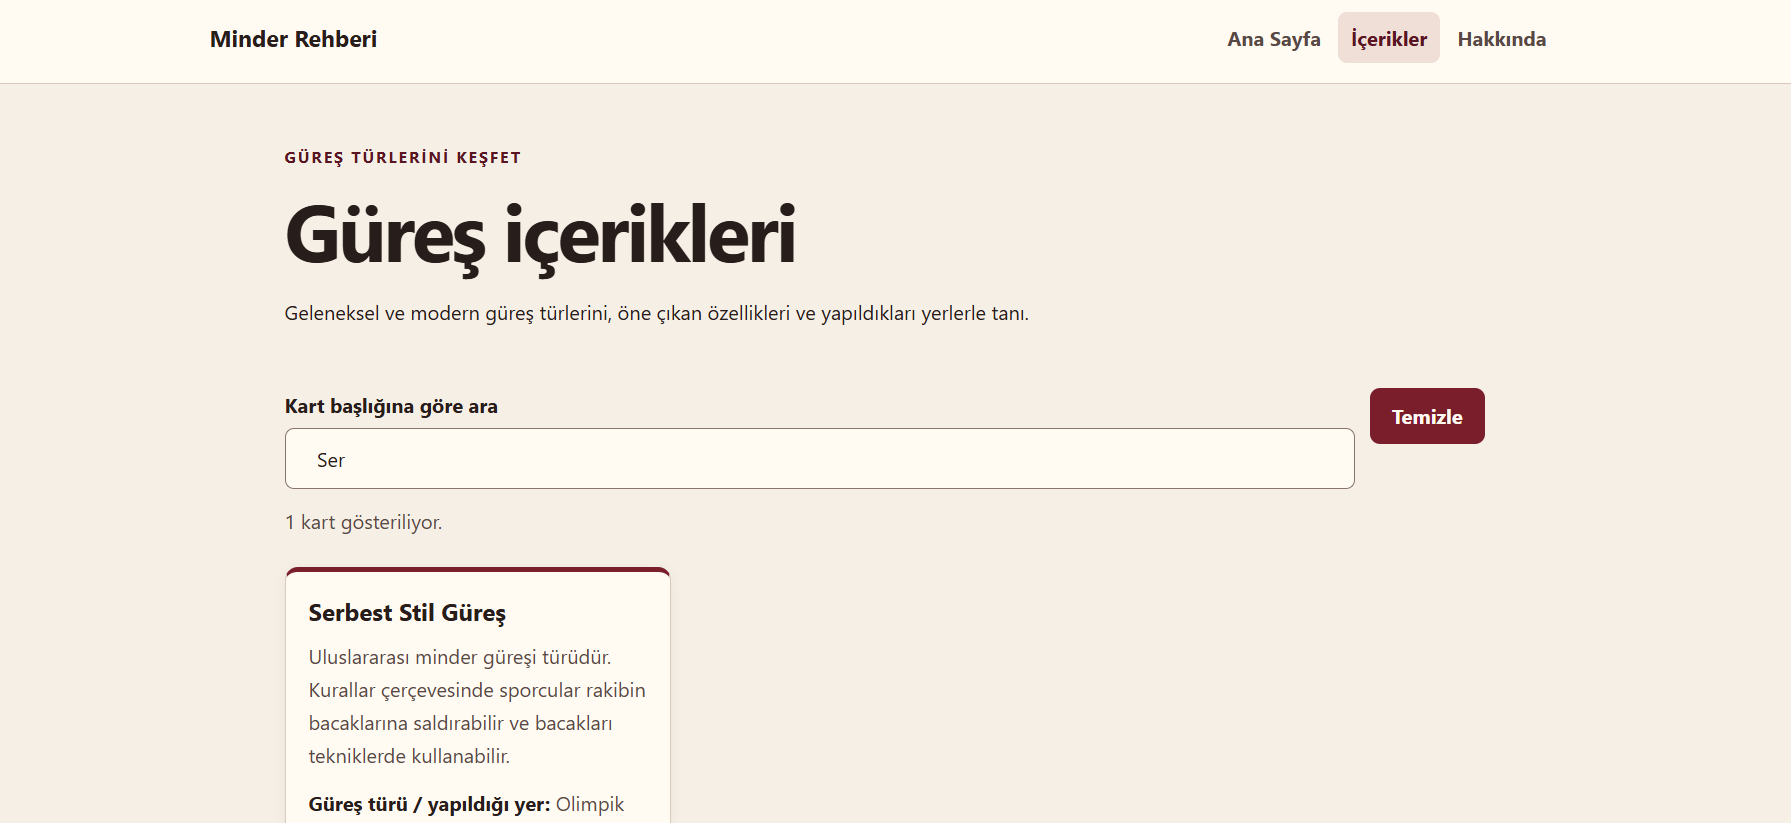 Minder Rehberi
Ana Sayfa
İçerikler
Hakkında
GÜREŞ TÜRLERİNİ KEŞFET
Güreş içerikleri
Geleneksel ve modern güreş türlerini, öne çıkan özellikleri ve yapıldıkları yerlerle tanı.
Kart başlığına göre ara
Temizle
Ser
1 kart gösteriliyor.
Serbest Stil Güreş
Uluslararası minder güreşi türüdür.
Kurallar çerçevesinde sporcular rakibin
bacaklarına saldırabilir ve bacakları
tekniklerde kullanabilir.
Güreş türü / yapıldığı yer: Olimpik